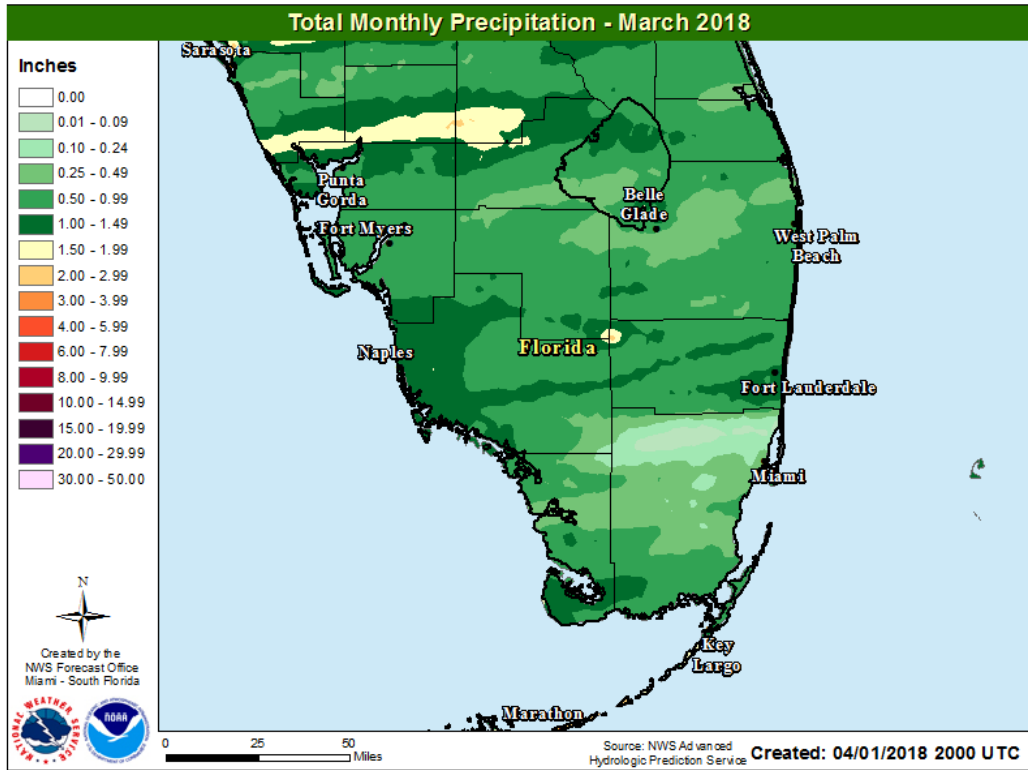 Total Monthly Precipitation - March 2018
Inches
0.00
0.01 - 0.09
0.10 - 0.24
0.25 - 0.49
0.50 - 0.99
1.00 - 1.49
1.50 - 1.99
2.00 - 2.99
3.00 - 3.99
4.00 - 5.99
6.00 - 7.99
8.00 - 9.99
10.00 - 14.99
15.00 - 19.99
20.00 - 29.99
30.00 - 50.00
N
Created by the
NWS Forecast Office
Miami - South Florida
NATIONAL WEATHER SERVICE
NOAA
Sarasota
Punta
Gorda
Fort Myers
Belle
Glade
West Palm
Beach
Naples
Florida
Fort Lauderdale
Miami
Key
Largo
Marathon
0 25 50
Miles
Source: NWS Advanced
Hydrologic Prediction Service
Created: 04/01/2018 2000 UTC